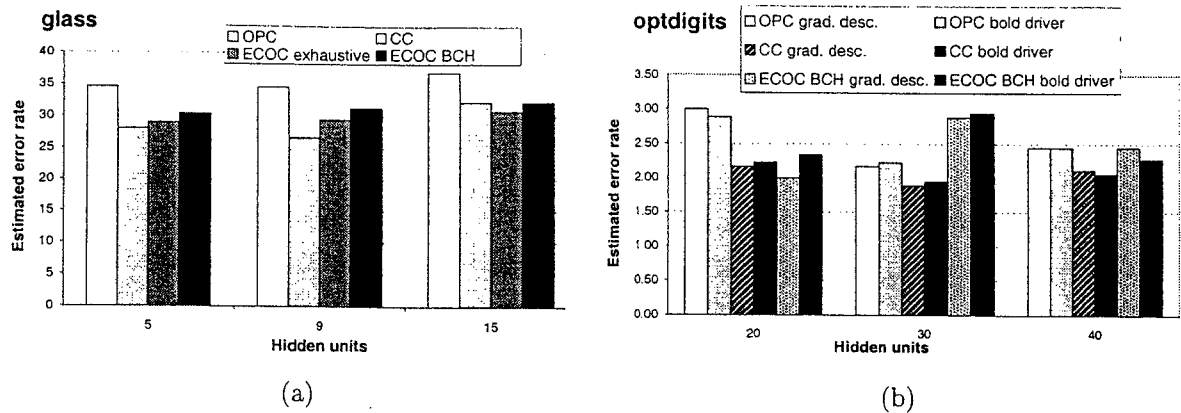 glass
OPC
CC
ECOC exhaustive
ECOC BCH
Estimated error rate
40
35
30
25
20
15
10
5
0
5
9
15
Hidden units
(a)
optdigits
OPC grad. desc.
OPC bold driver
CC grad. desc.
CC bold driver
ECOC BCH grad. desc.
ECOC BCH bold driver
Estimated error rate
3.50
3.00
2.50
2.00
1.50
1.00
0.50
0.00
20
30
40
Hidden units
(b)